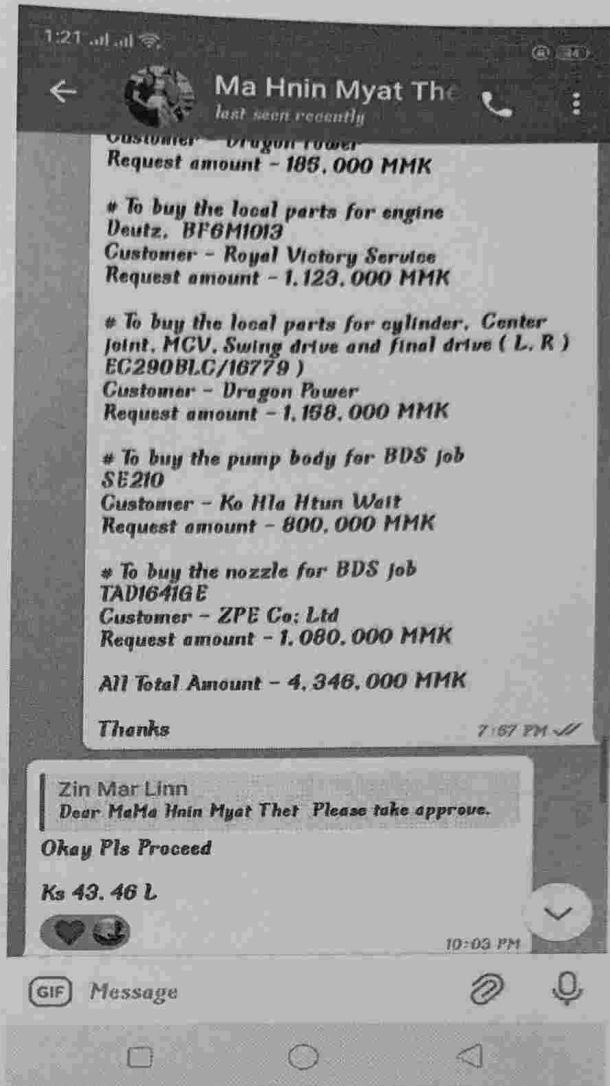 1:21
Ma Hnin Myat The
last seen recently
Customer - Dragon Power
Request amount - 185,000 MMK
# To buy the local parts for engine
Deutz, BF6M1013
Customer - Royal Victory Service
Request amount - 1,123,000 MMK
# To buy the local parts for cylinder, Center
joint, MCV, Swing drive and final drive ( L, R )
EC290BLC/16779 )
Customer - Dragon Power
Request amount - 1,158,000 MMK
# To buy the pump body for BDS job
SE210
Customer - Ko Hla Htun Wait
Request amount - 800,000 MMK
# To buy the nozzle for BDS job
TAD1641GE
Customer - ZPE Co; Ltd
Request amount - 1,080,000 MMK
All Total Amount - 4,346,000 MMK
Thanks
7:57 PM
Zin Mar Linn
Dear MaMa Hnin Myat Thet Please take approve.
Okay Pls Proceed
Ks 43.46 L
10:03 PM
GIF Message